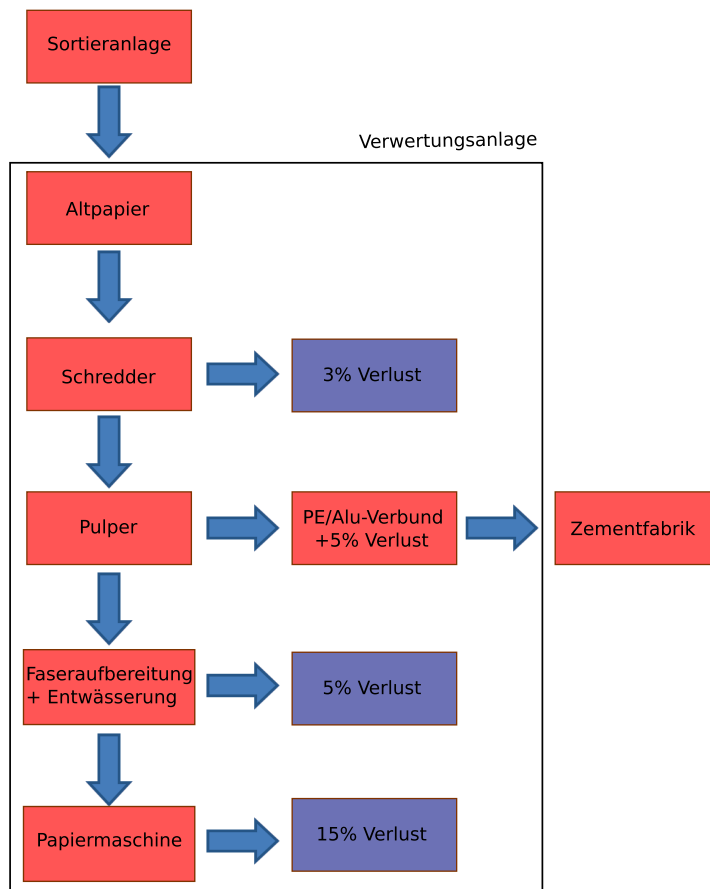 Sortieranlage
Verwertungsanlage
Altpapier
Schredder
3% Verlust
Pulper
PE/Alu-Verbund
+5% Verlust
Zementfabrik
Faseraufbereitung
+ Entwässerung
5% Verlust
Papiermaschine
15% Verlust